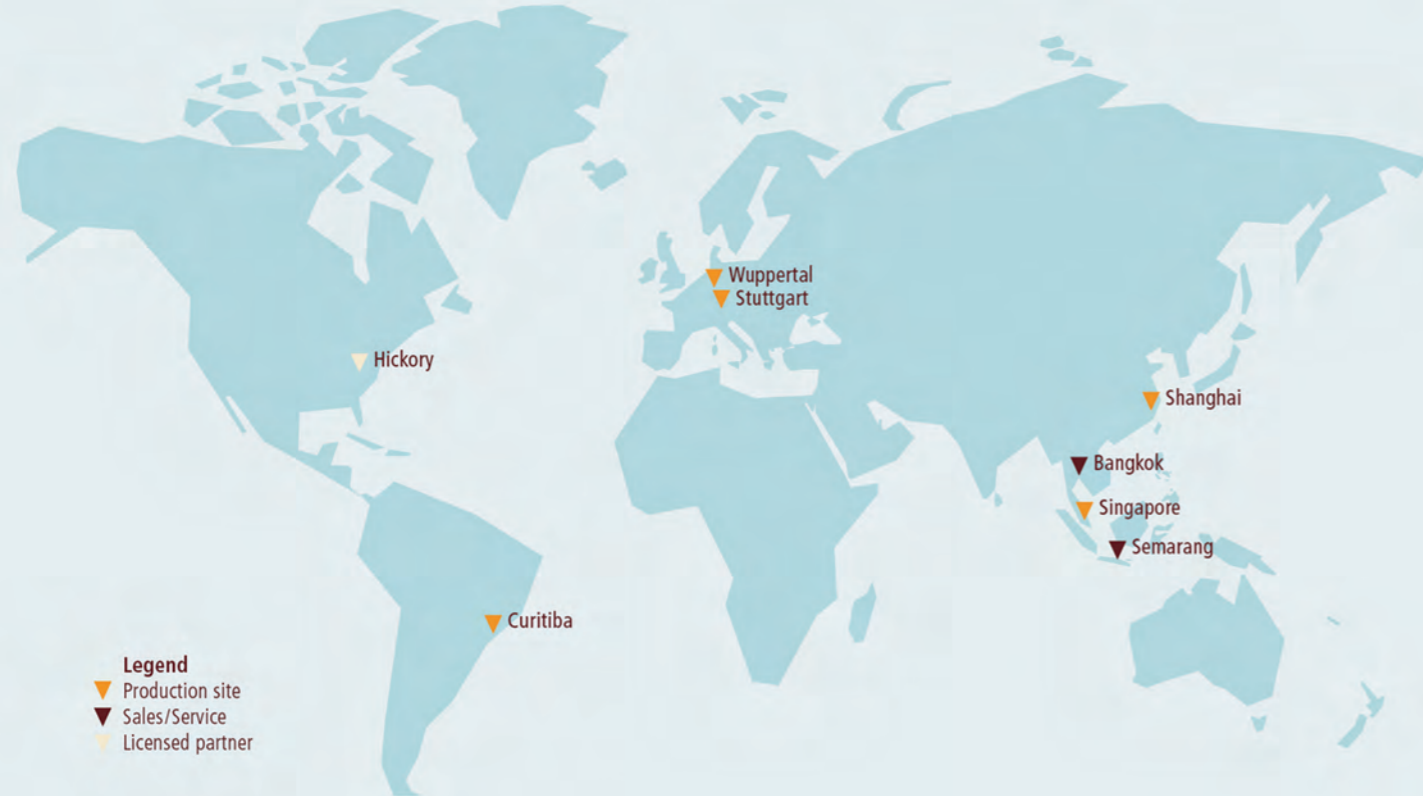 Wuppertal
Stuttgart
Hickory
Shanghai
Bangkok
Singapore
Semarang
Curitiba
Legend
Production site
Sales/Service
Licensed partner